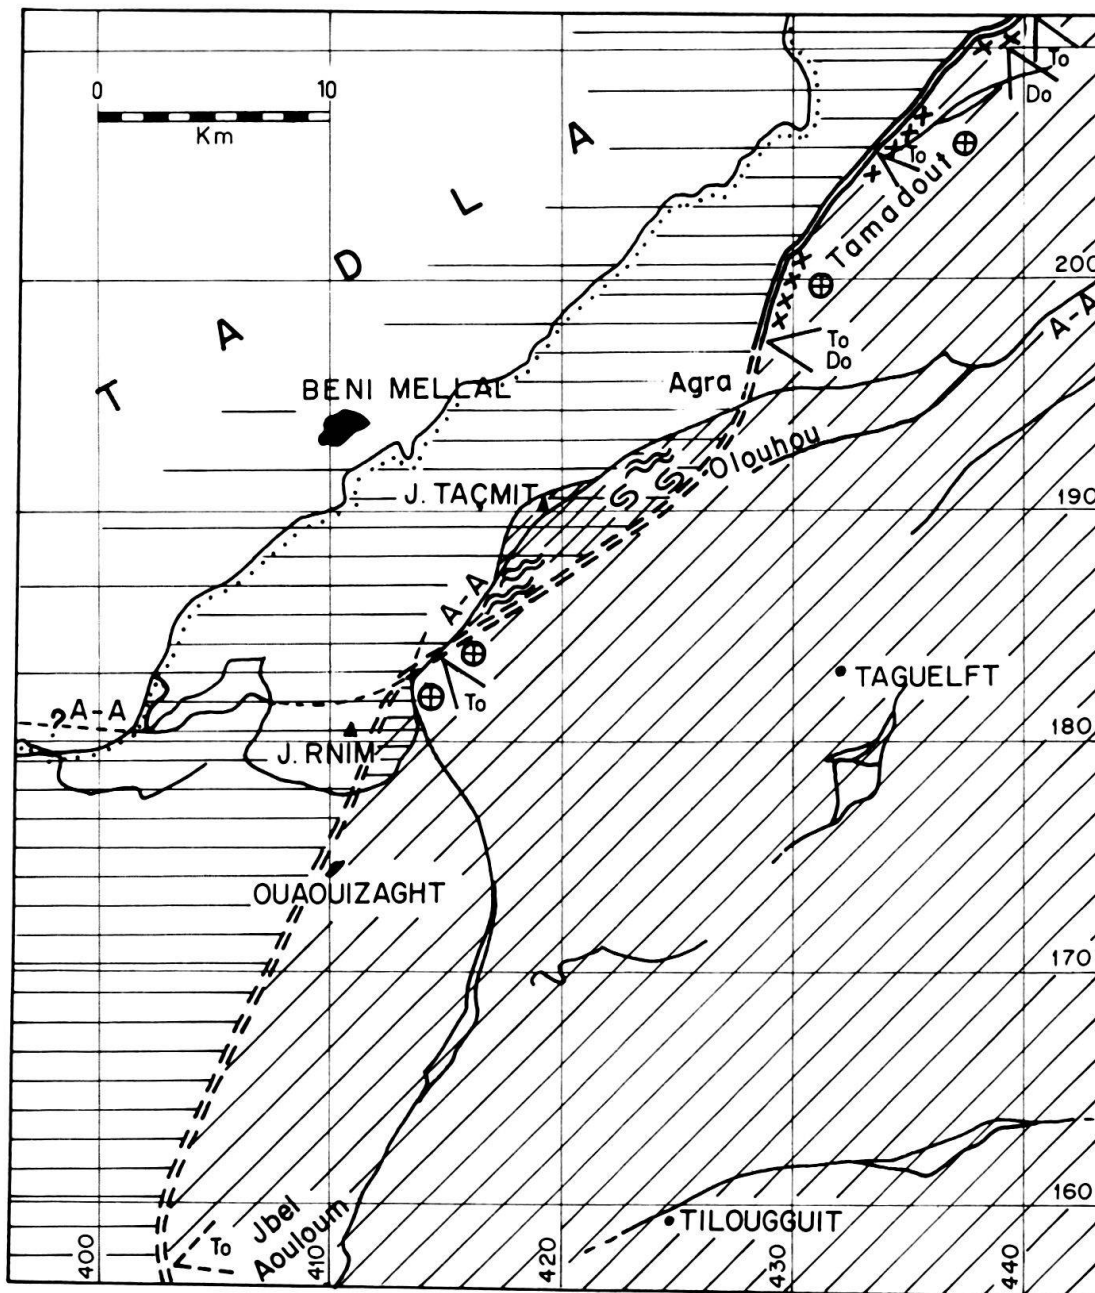 0 10
Km
T A D L A
To
Do
To
Tamadout
200
A-A
To
Do
BENI MELLAL
Agra
Olouhou
J. TAÇMIT
190
A-A
To
TAGUELFT
? A-A
180
J. RNIM
OUAOUIZAGHT
170
160
TILOUGGUIT
To
Jbel
Aouloum
400 410 420 430 440